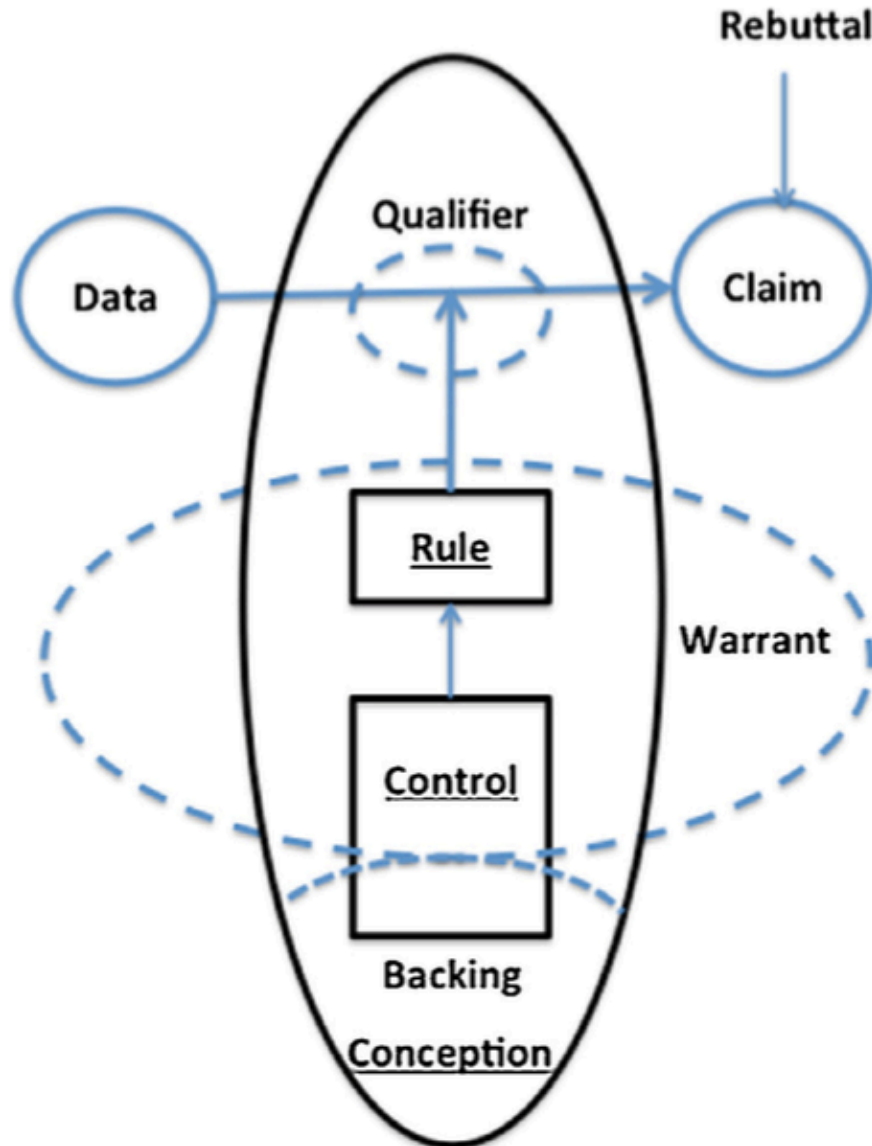 Rebuttal
Qualifier
Data
Claim
Rule
Warrant
Control
Backing
Conception